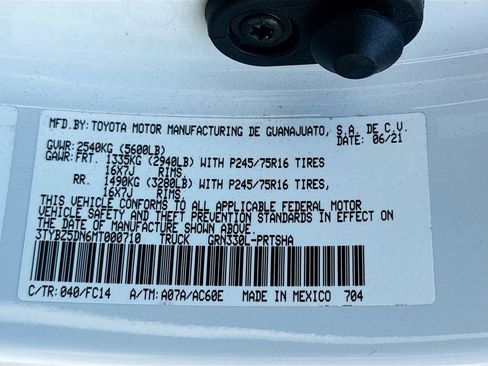 MFD.BY: TOYOTA MOTOR MANUFACTURING DE GUANAJUATO, S.A. DE C.V.
GVWR: 2540KG (5600LB) DATE: 06/21
GAWR: FRT. 1335KG (2940LB) WITH P245/75R16 TIRES
16X7J RIMS,
RR. 1490KG (3280LB) WITH P245/75R16 TIRES,
16X7J RIMS.
THIS VEHICLE CONFORMS TO ALL APPLICABLE FEDERAL MOTOR
VEHICLE SAFETY AND THEFT PREVENTION STANDARDS IN EFFECT ON
THE DATE OF MANUFACTURE SHOWN ABOVE.
3TYBZ5DN6MT000710 TRUCK GRN330L-PRTSHA
C/TR: 040/FC14 A/TM: A07A/AC60E MADE IN MEXICO 704